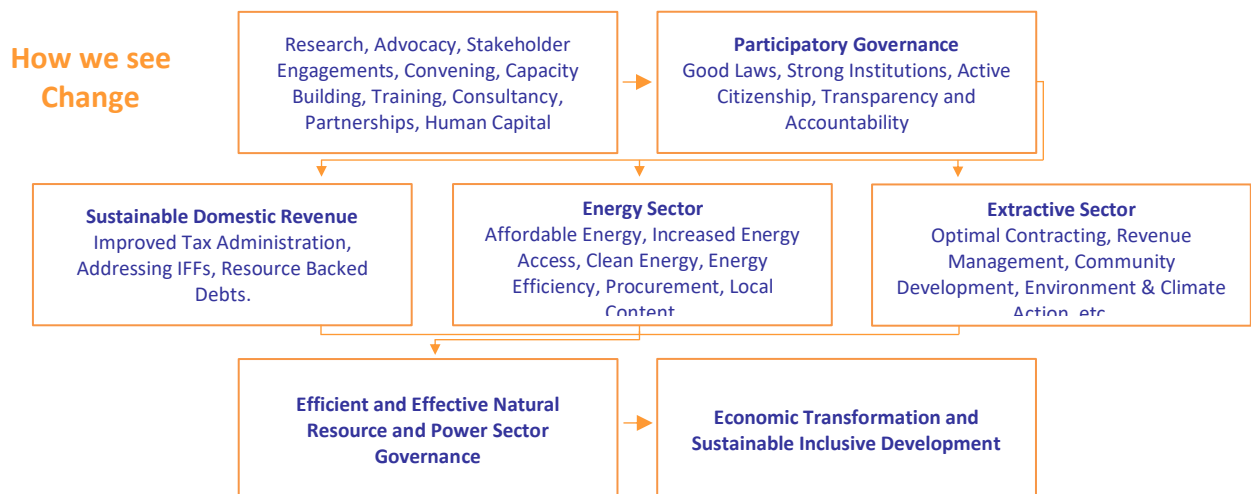 How we see
Change
Research, Advocacy, Stakeholder
Engagements, Convening, Capacity
Building, Training, Consultancy,
Partnerships, Human Capital
Participatory Governance
Good Laws, Strong Institutions, Active
Citizenship, Transparency and
Accountability
Sustainable Domestic Revenue
Improved Tax Administration,
Addressing IFFs, Resource Backed
Debts.
Energy Sector
Affordable Energy, Increased Energy
Access, Clean Energy, Energy
Efficiency, Procurement, Local
Content
Extractive Sector
Optimal Contracting, Revenue
Management, Community
Development, Environment & Climate
Action, etc
Efficient and Effective Natural
Resource and Power Sector
Governance
Economic Transformation and
Sustainable Inclusive Development